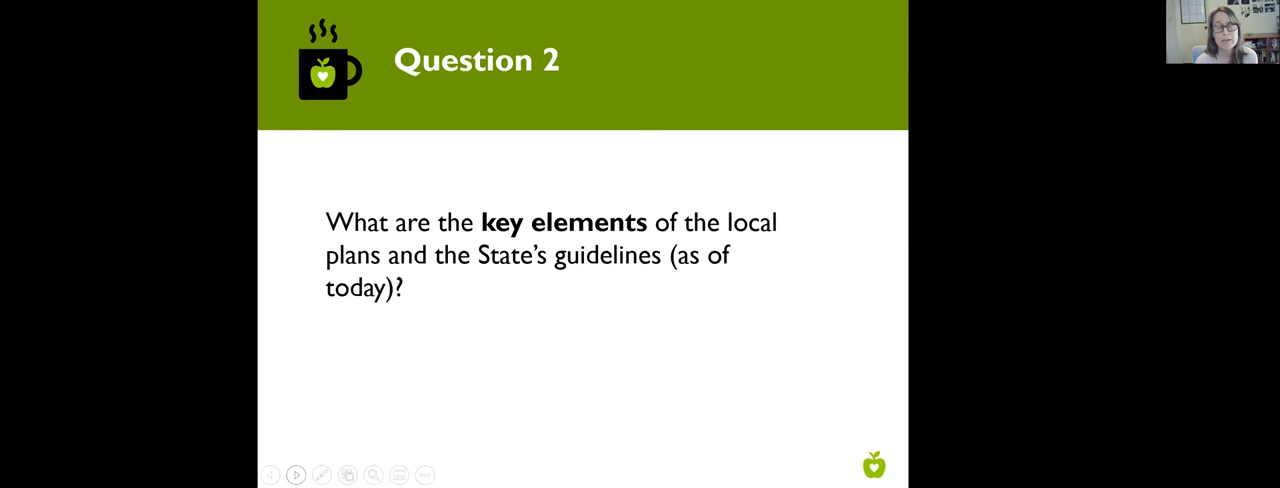 Question 2
What are the key elements of the local
plans and the State's guidelines (as of
today)?